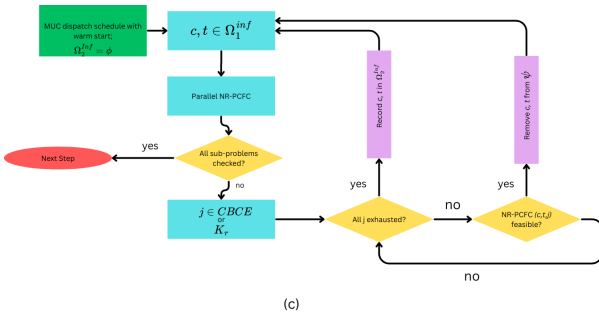 MUC dispatch schedule with
warm start;
Ω₂^{Inf} = ϕ
c, t ∈ Ω₁^{inf}
Parallel NR-PCFC
All sub-problems
checked?
yes
Next Step
no
j ∈ CBCE
or
K_r
All j exhausted?
yes
Record c, t in Ω₂^{Inf}
no
NR-PCFC (c,t,j)
feasible?
yes
Remove c, t from ψ̇
no
(c)